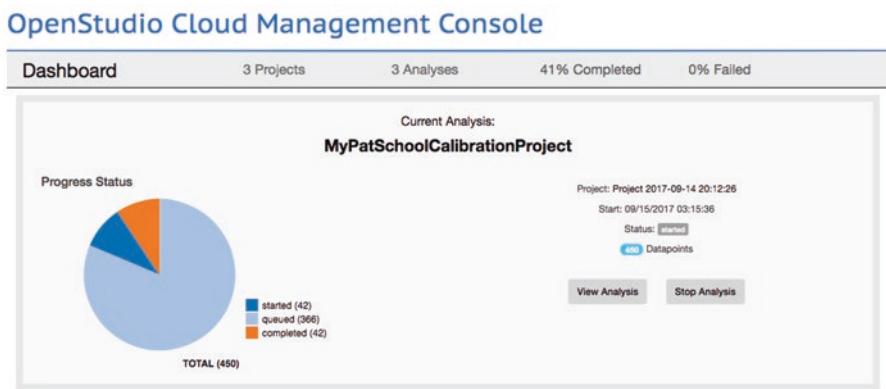 OpenStudio Cloud Management Console
Dashboard 3 Projects 3 Analyses 41% Completed 0% Failed
Current Analysis:
MyPatSchoolCalibrationProject
Progress Status
Project: Project 2017-09-14 20:12:26
Start: 09/15/2017 03:15:36
Status: started
450 Datapoints
View Analysis Stop Analysis
started (42)
queued (366)
completed (42)
TOTAL (450)